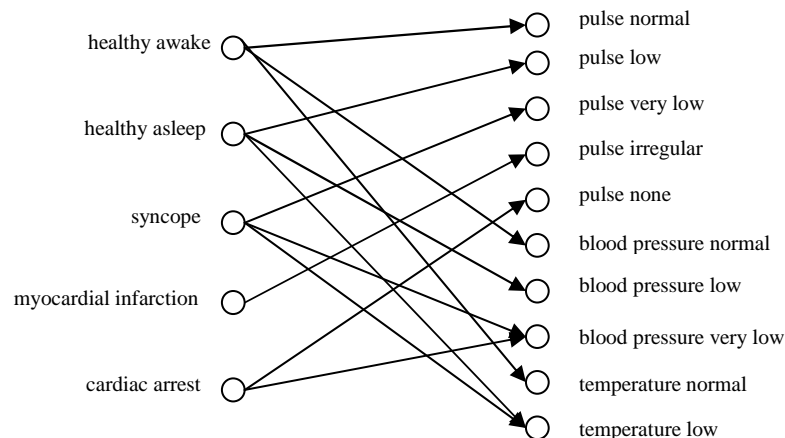 healthy awake
healthy asleep
syncope
myocardial infarction
cardiac arrest
pulse normal
pulse low
pulse very low
pulse irregular
pulse none
blood pressure normal
blood pressure low
blood pressure very low
temperature normal
temperature low